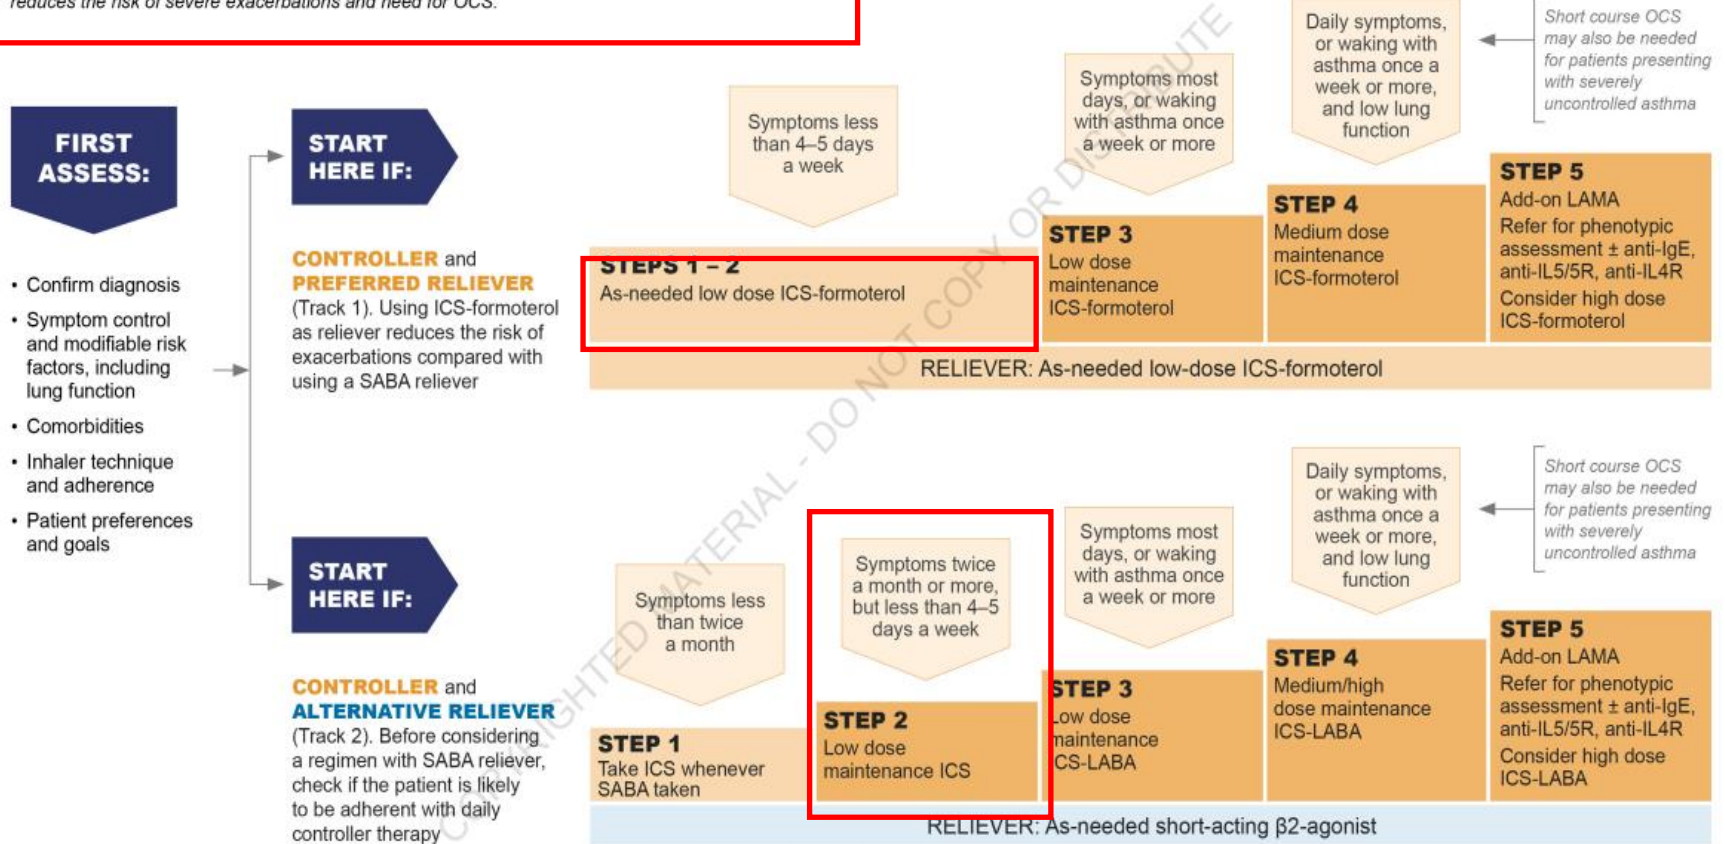 reduces the risk of severe exacerbations and need for OCS.
FIRST
ASSESS:
• Confirm diagnosis
• Symptom control
and modifiable risk
factors, including
lung function
• Comorbidities
• Inhaler technique
and adherence
• Patient preferences
and goals
START
HERE IF:
CONTROLLER and
PREFERRED RELIEVER
(Track 1). Using ICS-formoterol
as reliever reduces the risk of
exacerbations compared with
using a SABA reliever
Symptoms less
than 4–5 days
a week
Symptoms most
days, or waking
with asthma once
a week or more
Daily symptoms,
or waking with
asthma once a
week or more,
and low lung
function
Short course OCS
may also be needed
for patients presenting
with severely
uncontrolled asthma
STEPS 1 – 2
As-needed low dose ICS-formoterol
STEP 3
Low dose
maintenance
ICS-formoterol
STEP 4
Medium dose
maintenance
ICS-formoterol
STEP 5
Add-on LAMA
Refer for phenotypic
assessment ± anti-IgE,
anti-IL5/5R, anti-IL4R
Consider high dose
ICS-formoterol
RELIEVER: As-needed low-dose ICS-formoterol
START
HERE IF:
CONTROLLER and
ALTERNATIVE RELIEVER
(Track 2). Before considering
a regimen with SABA reliever,
check if the patient is likely
to be adherent with daily
controller therapy
Symptoms less
than twice
a month
Symptoms twice
a month or more,
but less than 4–5
days a week
Symptoms most
days, or waking
with asthma once
a week or more
Daily symptoms,
or waking with
asthma once a
week or more,
and low lung
function
Short course OCS
may also be needed
for patients presenting
with severely
uncontrolled asthma
STEP 1
Take ICS whenever
SABA taken
STEP 2
Low dose
maintenance ICS
STEP 3
Low dose
maintenance
ICS-LABA
STEP 4
Medium/high
dose maintenance
ICS-LABA
STEP 5
Add-on LAMA
Refer for phenotypic
assessment ± anti-IgE,
anti-IL5/5R, anti-IL4R
Consider high dose
ICS-LABA
RELIEVER: As-needed short-acting β2-agonist
COPYRIGHTED MATERIAL - DO NOT COPY OR DISTRIBUTE